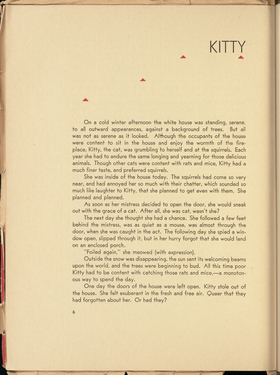 KITTY
On a cold winter afternoon the white house was standing, serene,
to all outward appearances, against a background of trees. But all
was not as serene as it looked. Although the occupants of the house
were content to sit in the house and enjoy the warmth of the fire-
place, Kitty, the cat, was grumbling to herself and at the squirrels. Each
year she had to endure the same longing and yearning for those delicious
animals. Though other cats were content with rats and mice, Kitty had a
much finer taste, and preferred squirrels.
She was inside of the house today. The squirrels had come so very
near, and had annoyed her so much with their chatter, which sounded so
much like laughter to Kitty, that she planned to get even with them. She
planned and planned.
As soon as her mistress decided to open the door, she would sneak
out with the grace of a cat. After all, she was cat, wasn't she?
The next day she thought she had a chance. She followed a few feet
behind the mistress, was as quiet as a mouse, was almost through the
door, when she was caught in the act. The following day she spied a win-
dow open, slipped through it, but in her hurry forgot that she would land
on an enclosed porch.
"Foiled again," she meowed (with expression).
Outside the snow was disappearing, the sun sent its welcoming beams
upon the world, and the trees were beginning to bud. All this time poor
Kitty had to be content with catching those rats and mice,—a monoton-
ous way to spend the day.
One day the doors of the house were left open. Kitty stole out of
the house. She felt exuberant in the fresh and free air. Queer that they
had forgotten about her. Or had they?
6